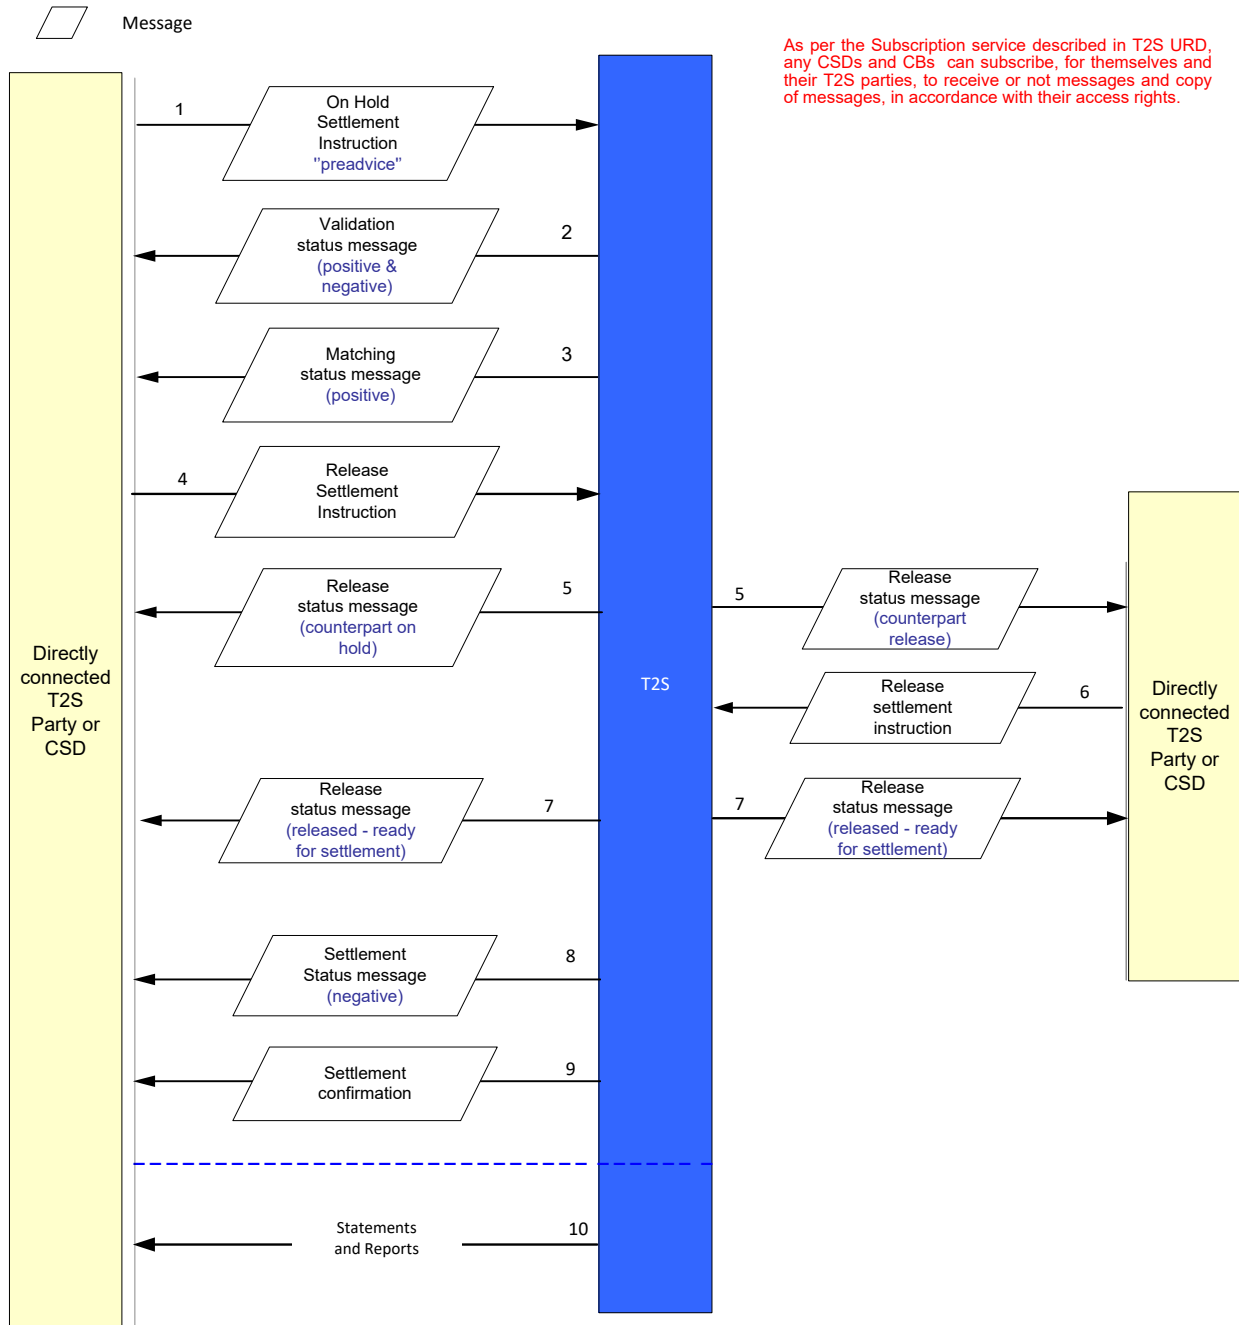 Message
As per the Subscription service described in T2S URD,
any CSDs and CBs can subscribe, for themselves and
their T2S parties, to receive or not messages and copy
of messages, in accordance with their access rights.
1
On Hold
Settlement
Instruction
"preadvice"
Validation
status message
(positive &
negative)
2
Matching
status message
(positive)
3
4
Release
Settlement
Instruction
Release
status message
(counterpart on
hold)
5
5
Release
status message
(counterpart
release)
Directly
connected
T2S
Party or
CSD
T2S
Release
settlement
instruction
6
Directly
connected
T2S
Party or
CSD
Release
status message
(released - ready
for settlement)
7
7
Release
status message
(released - ready
for settlement)
Settlement
Status message
(negative)
8
Settlement
confirmation
9
Statements
and Reports
10